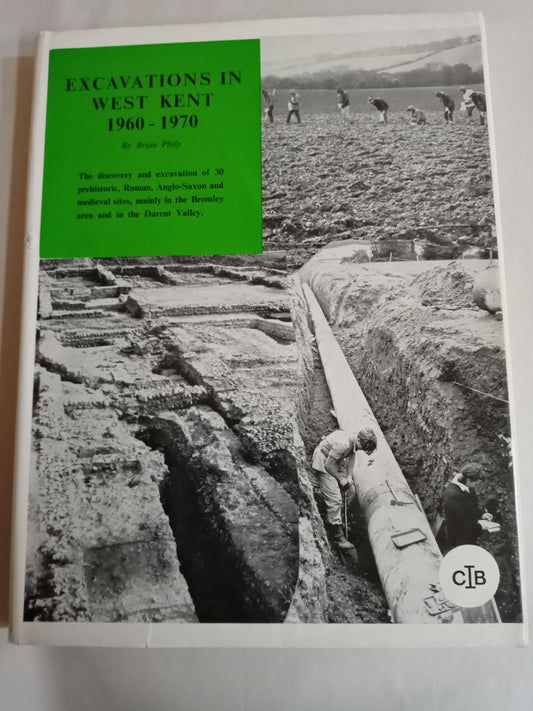 EXCAVATIONS IN
WEST KENT
1960 - 1970
By Brian Philp
The discovery and excavation of 30
prehistoric, Roman, Anglo-Saxon and
medieval sites, mainly in the Bromley
area and in the Darent Valley.
CIB